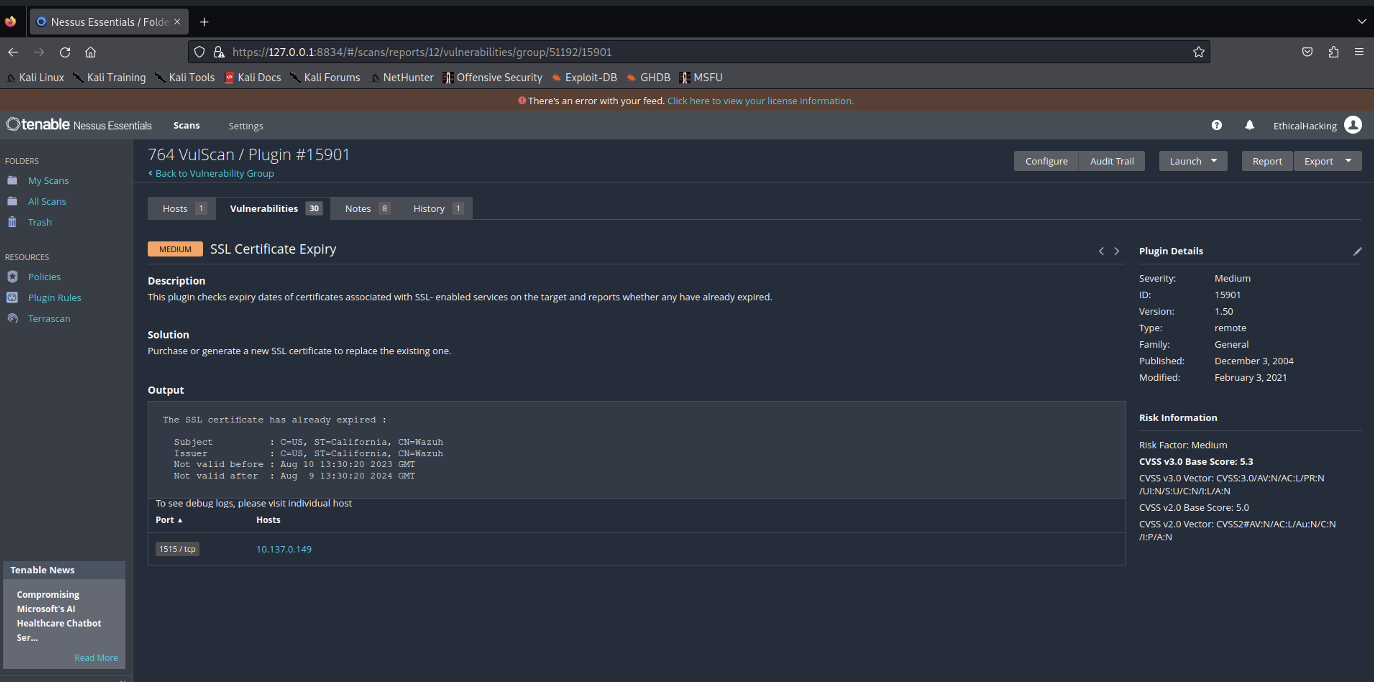 Nessus Essentials / Folde
https://127.0.0.1:8834/#/scans/reports/12/vulnerabilities/group/51192/15901
Kali Linux Kali Training Kali Tools Kali Docs Kali Forums NetHunter Offensive Security Exploit-DB GHDB MSFU
There's an error with your feed. Click here to view your license information.
tenable Nessus Essentials Scans Settings EthicalHacking
FOLDERS
My Scans
All Scans
Trash
RESOURCES
Policies
Plugin Rules
Terrascan
Tenable News
Compromising
Microsoft's AI
Healthcare Chatbot
Ser...
Read More
764 VulScan / Plugin #15901
Back to Vulnerability Group
Configure Audit Trail Launch Report Export
Hosts 1 Vulnerabilities 30 Notes 8 History 1
MEDIUM SSL Certificate Expiry
Description
This plugin checks expiry dates of certificates associated with SSL- enabled services on the target and reports whether any have already expired.
Solution
Purchase or generate a new SSL certificate to replace the existing one.
Output
The SSL certificate has already expired :
Subject : C=US, ST=California, CN=Wazuh
Issuer : C=US, ST=California, CN=Wazuh
Not valid before : Aug 10 13:30:20 2023 GMT
Not valid after : Aug 9 13:30:20 2024 GMT
To see debug logs, please visit individual host
Port Hosts
1515 / tcp 10.137.0.149
Plugin Details
Severity: Medium
ID: 15901
Version: 1.50
Type: remote
Family: General
Published: December 3, 2004
Modified: February 3, 2021
Risk Information
Risk Factor: Medium
CVSS v3.0 Base Score: 5.3
CVSS v3.0 Vector: CVSS:3.0/AV:N/AC:L/PR:N
/UI:N/S:U/C:N/I:L/A:N
CVSS v2.0 Base Score: 5.0
CVSS v2.0 Vector: CVSS2#AV:N/AC:L/Au:N/C:N
/I:P/A:N